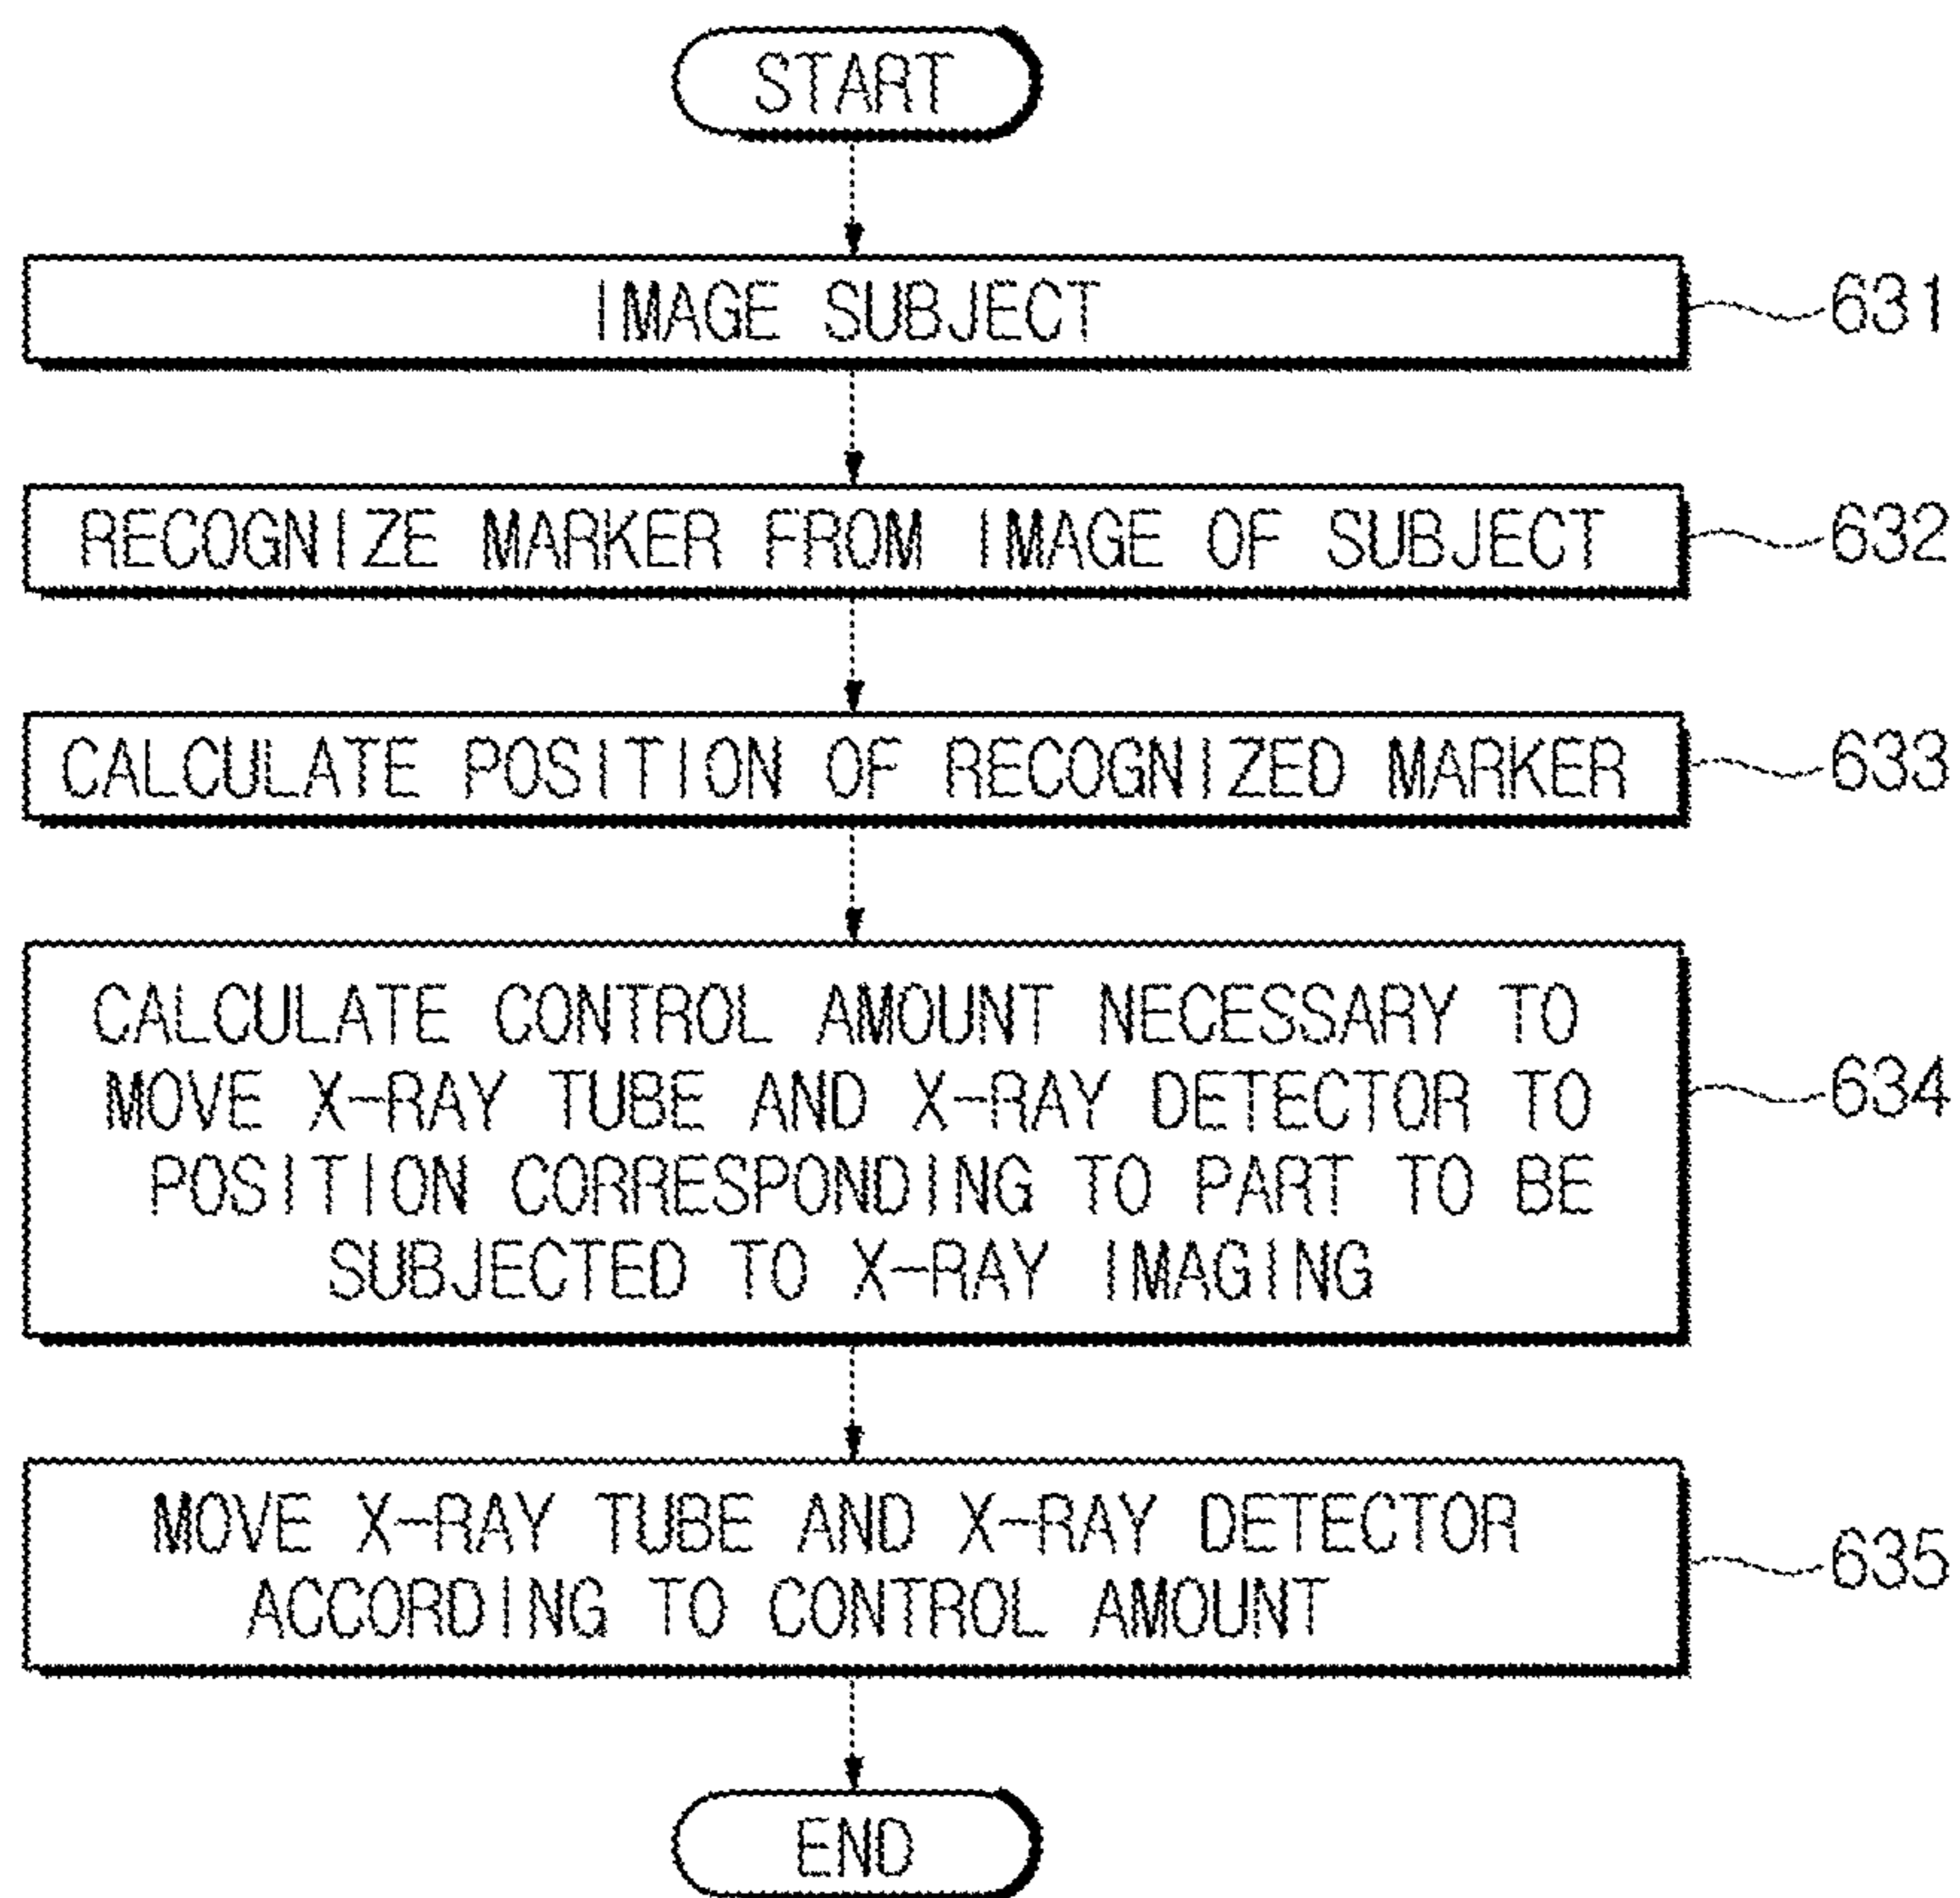 START
IMAGE SUBJECT
631
RECOGNIZE MARKER FROM IMAGE OF SUBJECT
632
CALCULATE POSITION OF RECOGNIZED MARKER
633
CALCULATE CONTROL AMOUNT NECESSARY TO
MOVE X-RAY TUBE AND X-RAY DETECTOR TO
POSITION CORRESPONDING TO PART TO BE
SUBJECTED TO X-RAY IMAGING
634
MOVE X-RAY TUBE AND X-RAY DETECTOR
ACCORDING TO CONTROL AMOUNT
635
END